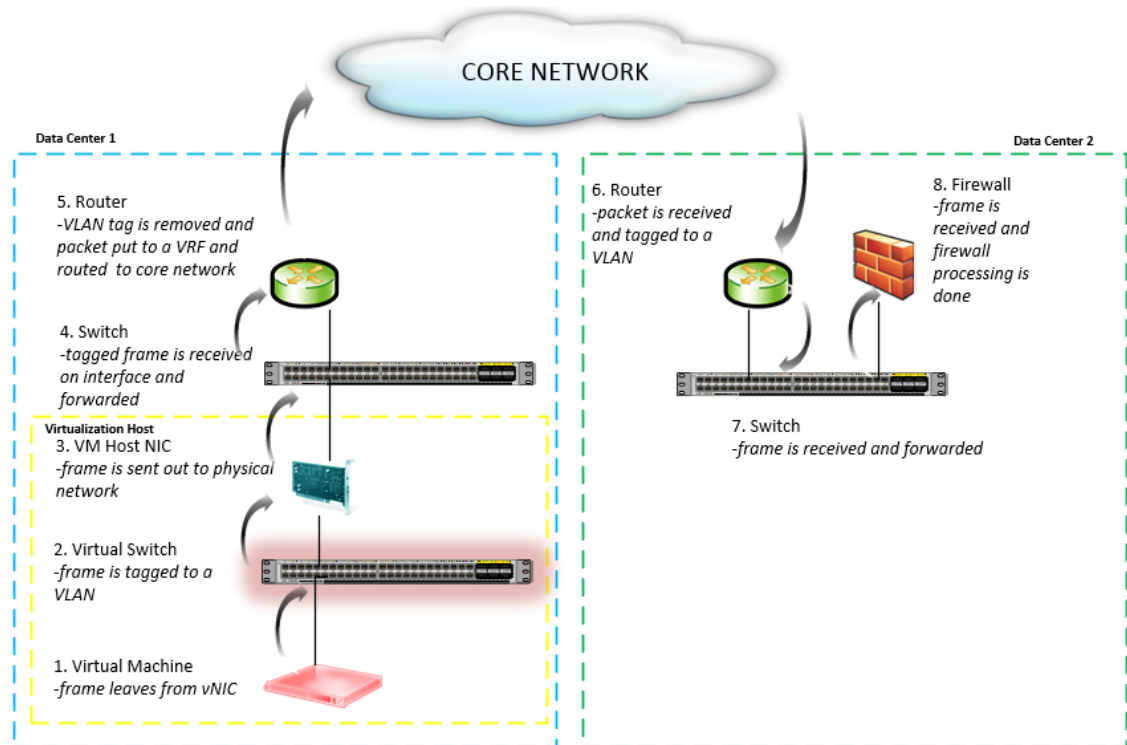 CORE NETWORK
Data Center 1
5. Router
-VLAN tag is removed and
packet put to a VRF and
routed to core network
4. Switch
-tagged frame is received
on interface and
forwarded
Virtualization Host
3. VM Host NIC
-frame is sent out to physical
network
2. Virtual Switch
-frame is tagged to a
VLAN
1. Virtual Machine
-frame leaves from vNIC
Data Center 2
6. Router
-packet is received
and tagged to a
VLAN
8. Firewall
-frame is
received and
firewall
processing is
done
7. Switch
-frame is received and forwarded